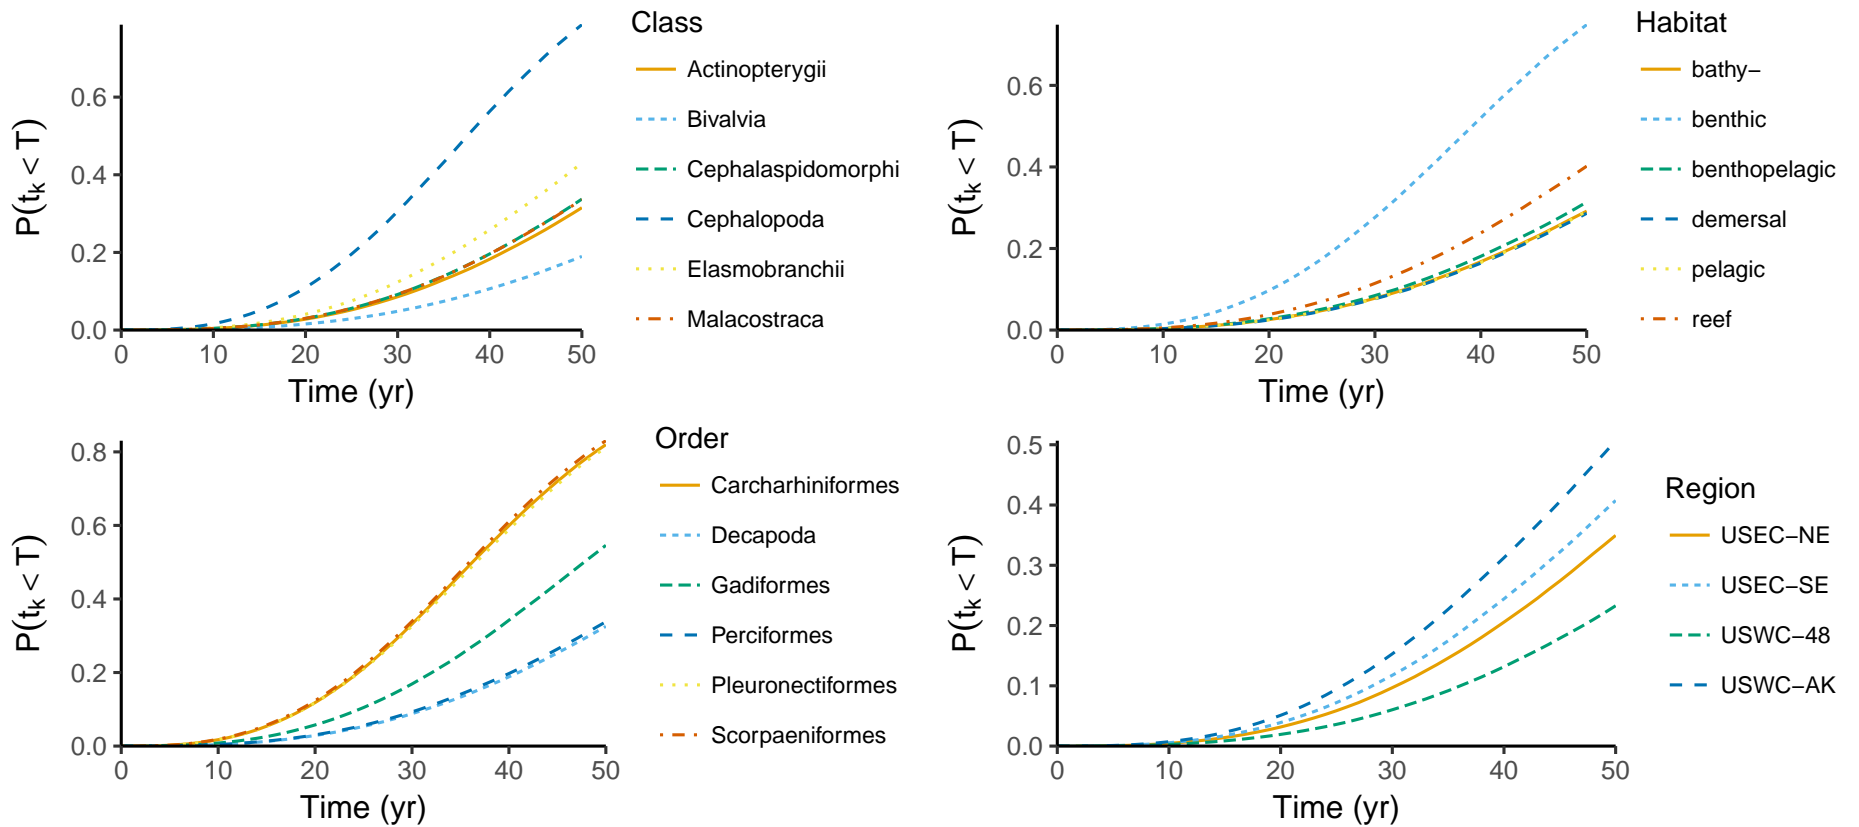 Class
Actinopterygii
Bivalvia
Cephalaspidomorphi
Cephalopoda
Elasmobranchii
Malacostraca
P(tk < T)
0.6
0.4
0.2
0.0
0 10 20 30 40 50
Time (yr)
Habitat
bathy−
benthic
benthopelagic
demersal
pelagic
reef
P(tk < T)
0.6
0.4
0.2
0.0
0 10 20 30 40 50
Time (yr)
Order
Carcharhiniformes
Decapoda
Gadiformes
Perciformes
Pleuronectiformes
Scorpaeniformes
P(tk < T)
0.8
0.6
0.4
0.2
0.0
0 10 20 30 40 50
Time (yr)
Region
USEC−NE
USEC−SE
USWC−48
USWC−AK
P(tk < T)
0.5
0.4
0.3
0.2
0.1
0.0
0 10 20 30 40 50
Time (yr)